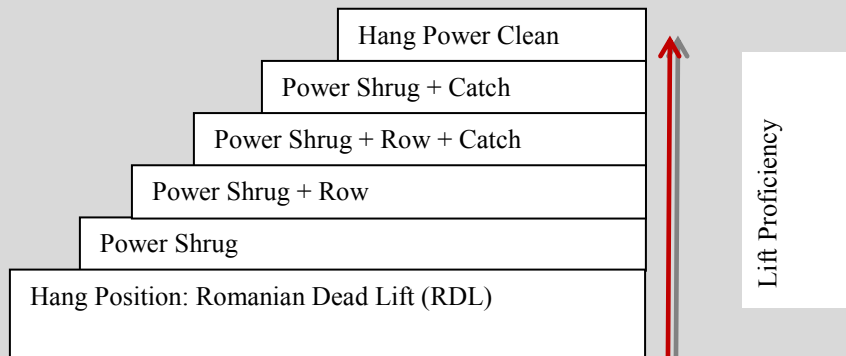 Hang Power Clean
Power Shrug + Catch
Power Shrug + Row + Catch
Power Shrug + Row
Power Shrug
Hang Position: Romanian Dead Lift (RDL)
Lift Proficiency